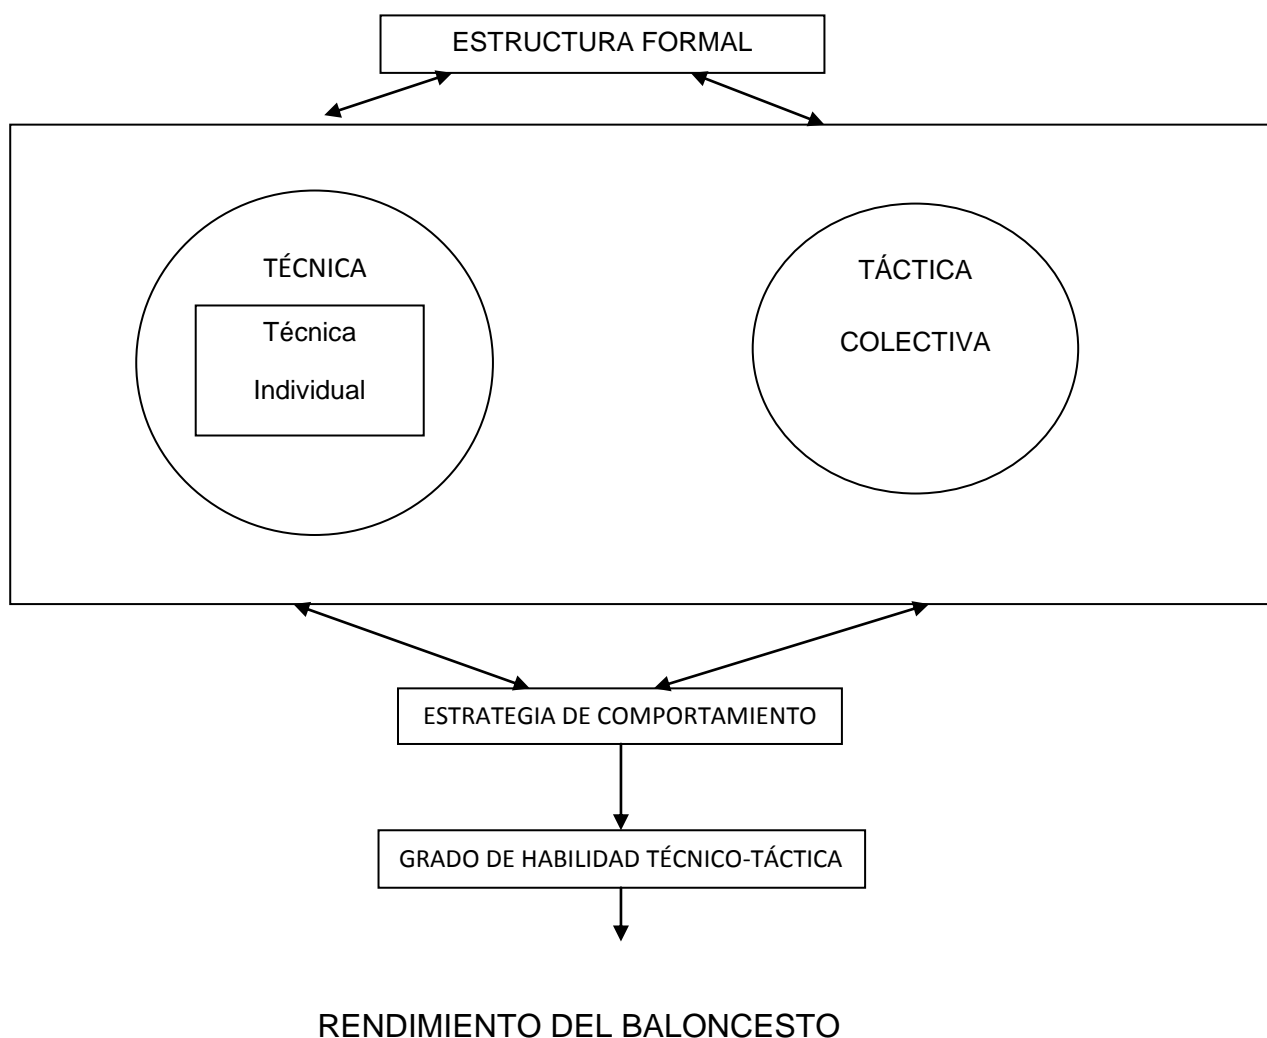 ESTRUCTURA FORMAL
TÉCNICA
Técnica
Individual
TÁCTICA
COLECTIVA
ESTRATEGIA DE COMPORTAMIENTO
GRADO DE HABILIDAD TÉCNICO-TÁCTICA
RENDIMIENTO DEL BALONCESTO